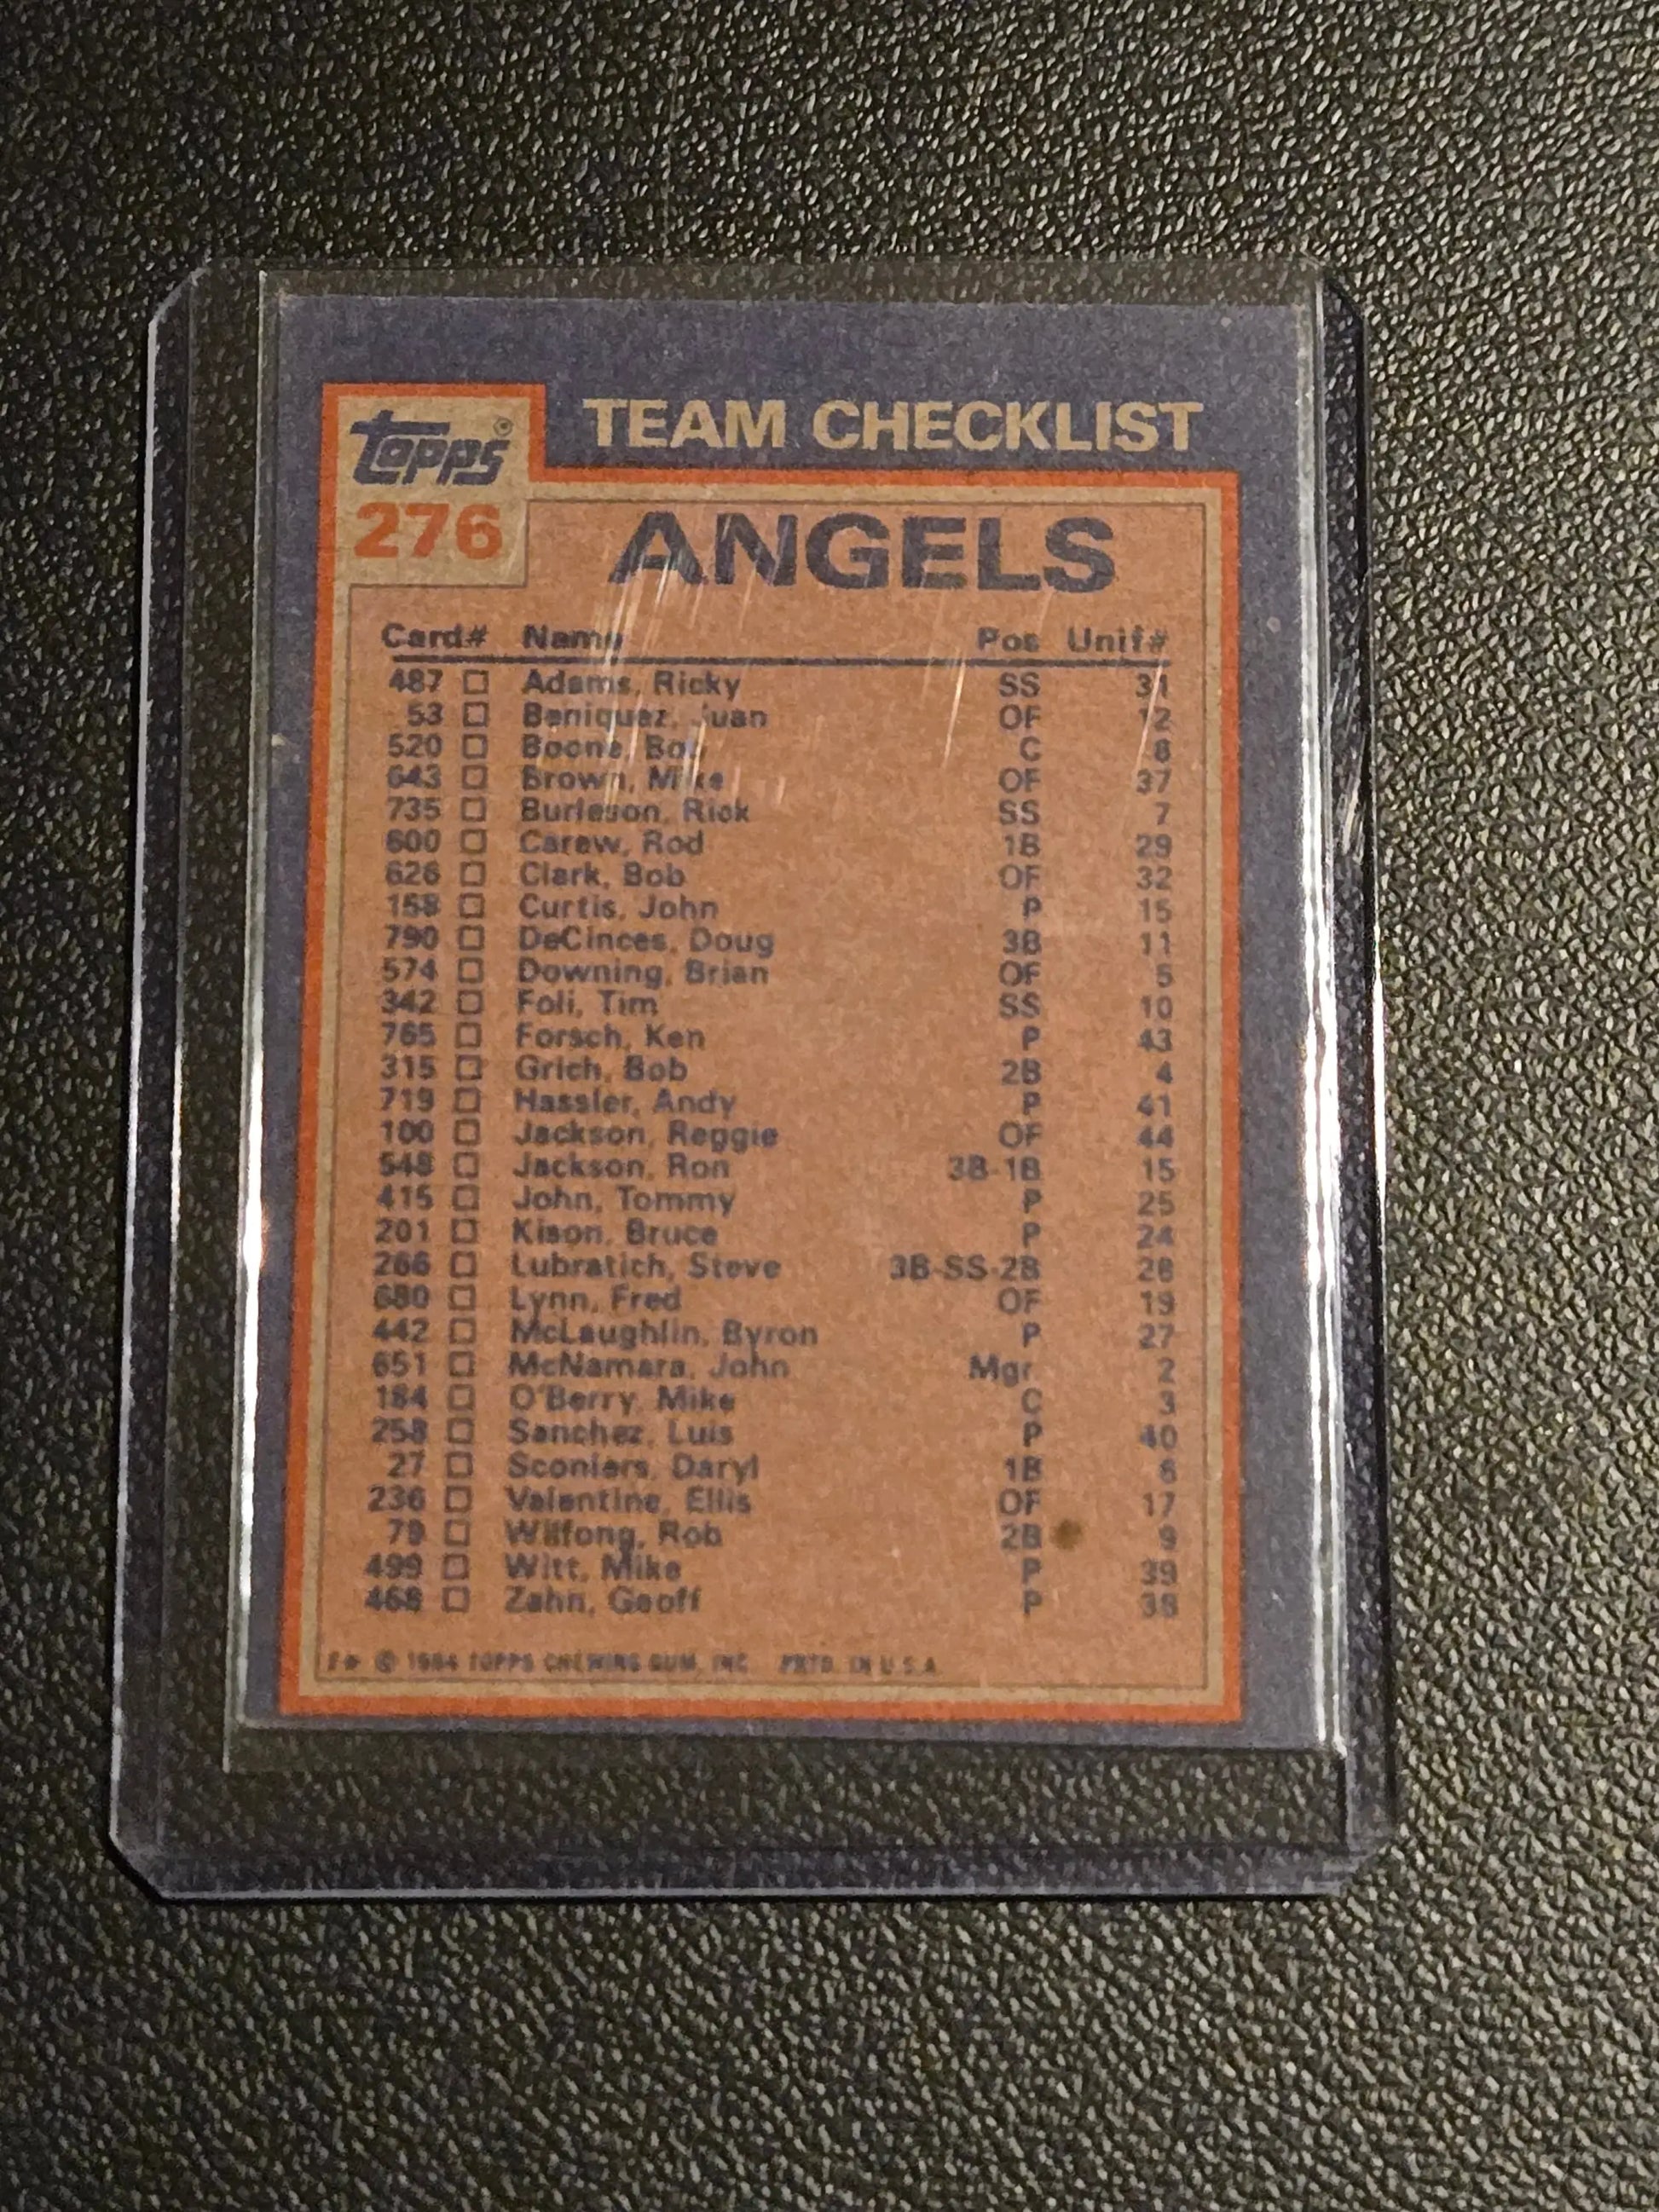 TEAM CHECKLIST
Topps ®
276
ANGELS
Card# Name Pos Unif#
487 □ Adams, Ricky SS 31
53 □ Beniquez, Juan OF 12
520 □ Boone, Bob C 8
643 □ Brown, Mike OF 37
735 □ Burleson, Rick SS 7
600 □ Carew, Rod 1B 29
626 □ Clark, Bob OF 32
158 □ Curtis, John P 15
790 □ DeCinces, Doug 3B 11
574 □ Downing, Brian OF 5
342 □ Foli, Tim SS 10
765 □ Forsch, Ken P 43
315 □ Grich, Bob 2B 4
719 □ Hassler, Andy P 41
100 □ Jackson, Reggie OF 44
548 □ Jackson, Ron 3B-1B 15
415 □ John, Tommy P 25
201 □ Kison, Bruce P 24
266 □ Lubratich, Steve 3B-SS-2B 26
680 □ Lynn, Fred OF 19
442 □ McLaughlin, Byron P 27
651 □ McNamara, John Mgr. 2
184 □ O'Berry, Mike C 3
258 □ Sanchez, Luis P 40
27 □ Sconiers, Daryl 1B 6
236 □ Valentine, Ellis OF 17
79 □ Wilfong, Rob 2B 9
499 □ Witt, Mike P 39
468 □ Zahn, Geoff P 38
© 1984 TOPPS CHEWING GUM, INC. PRTD. IN U.S.A.